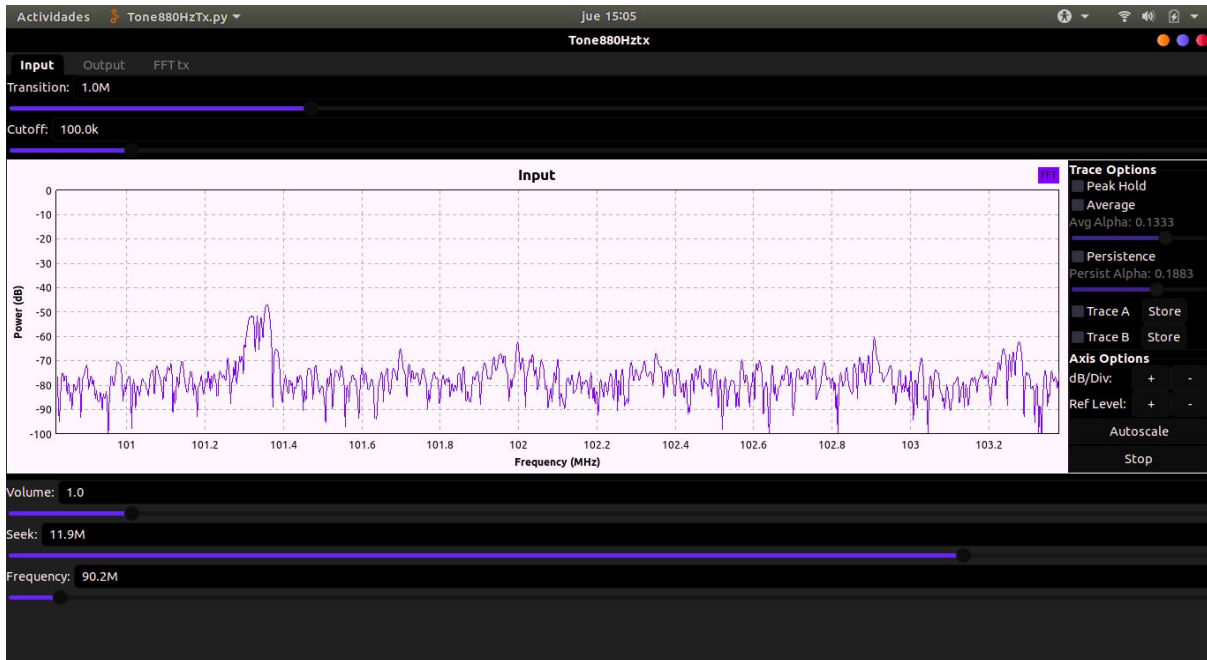 Actividades Tone880HzTx.py jue 15:05
Tone880Hztx
Input Output FFT tx
Transition: 1.0M
Cutoff: 100.0k
Input
FFT
0
-10
-20
-30
-40
-50
-60
-70
-80
-90
-100
Power (dB)
101 101.2 101.4 101.6 101.8 102 102.2 102.4 102.6 102.8 103 103.2
Frequency (MHz)
Trace Options
Peak Hold
Average
Avg Alpha: 0.1333
Persistence
Persist Alpha: 0.1883
Trace A Store
Trace B Store
Axis Options
dB/Div: + -
Ref Level: + -
Autoscale
Stop
Volume: 1.0
Seek: 11.9M
Frequency: 90.2M